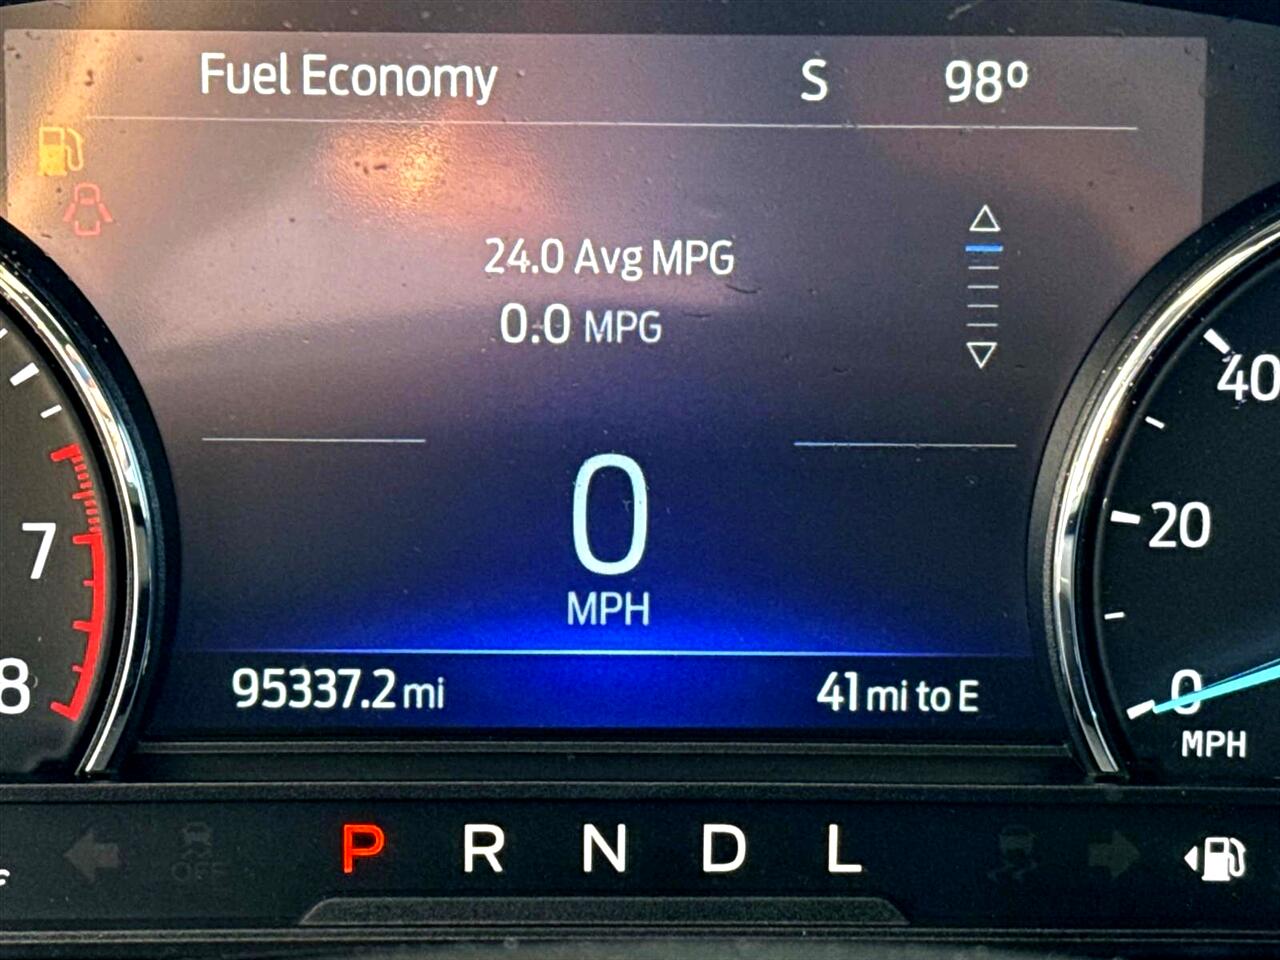 Fuel Economy S 98°
24.0 Avg MPG
0.0 MPG
40
7
20
0
MPH
8
95337.2 mi
41 mi to E
0
MPH
OFF
P R N D L